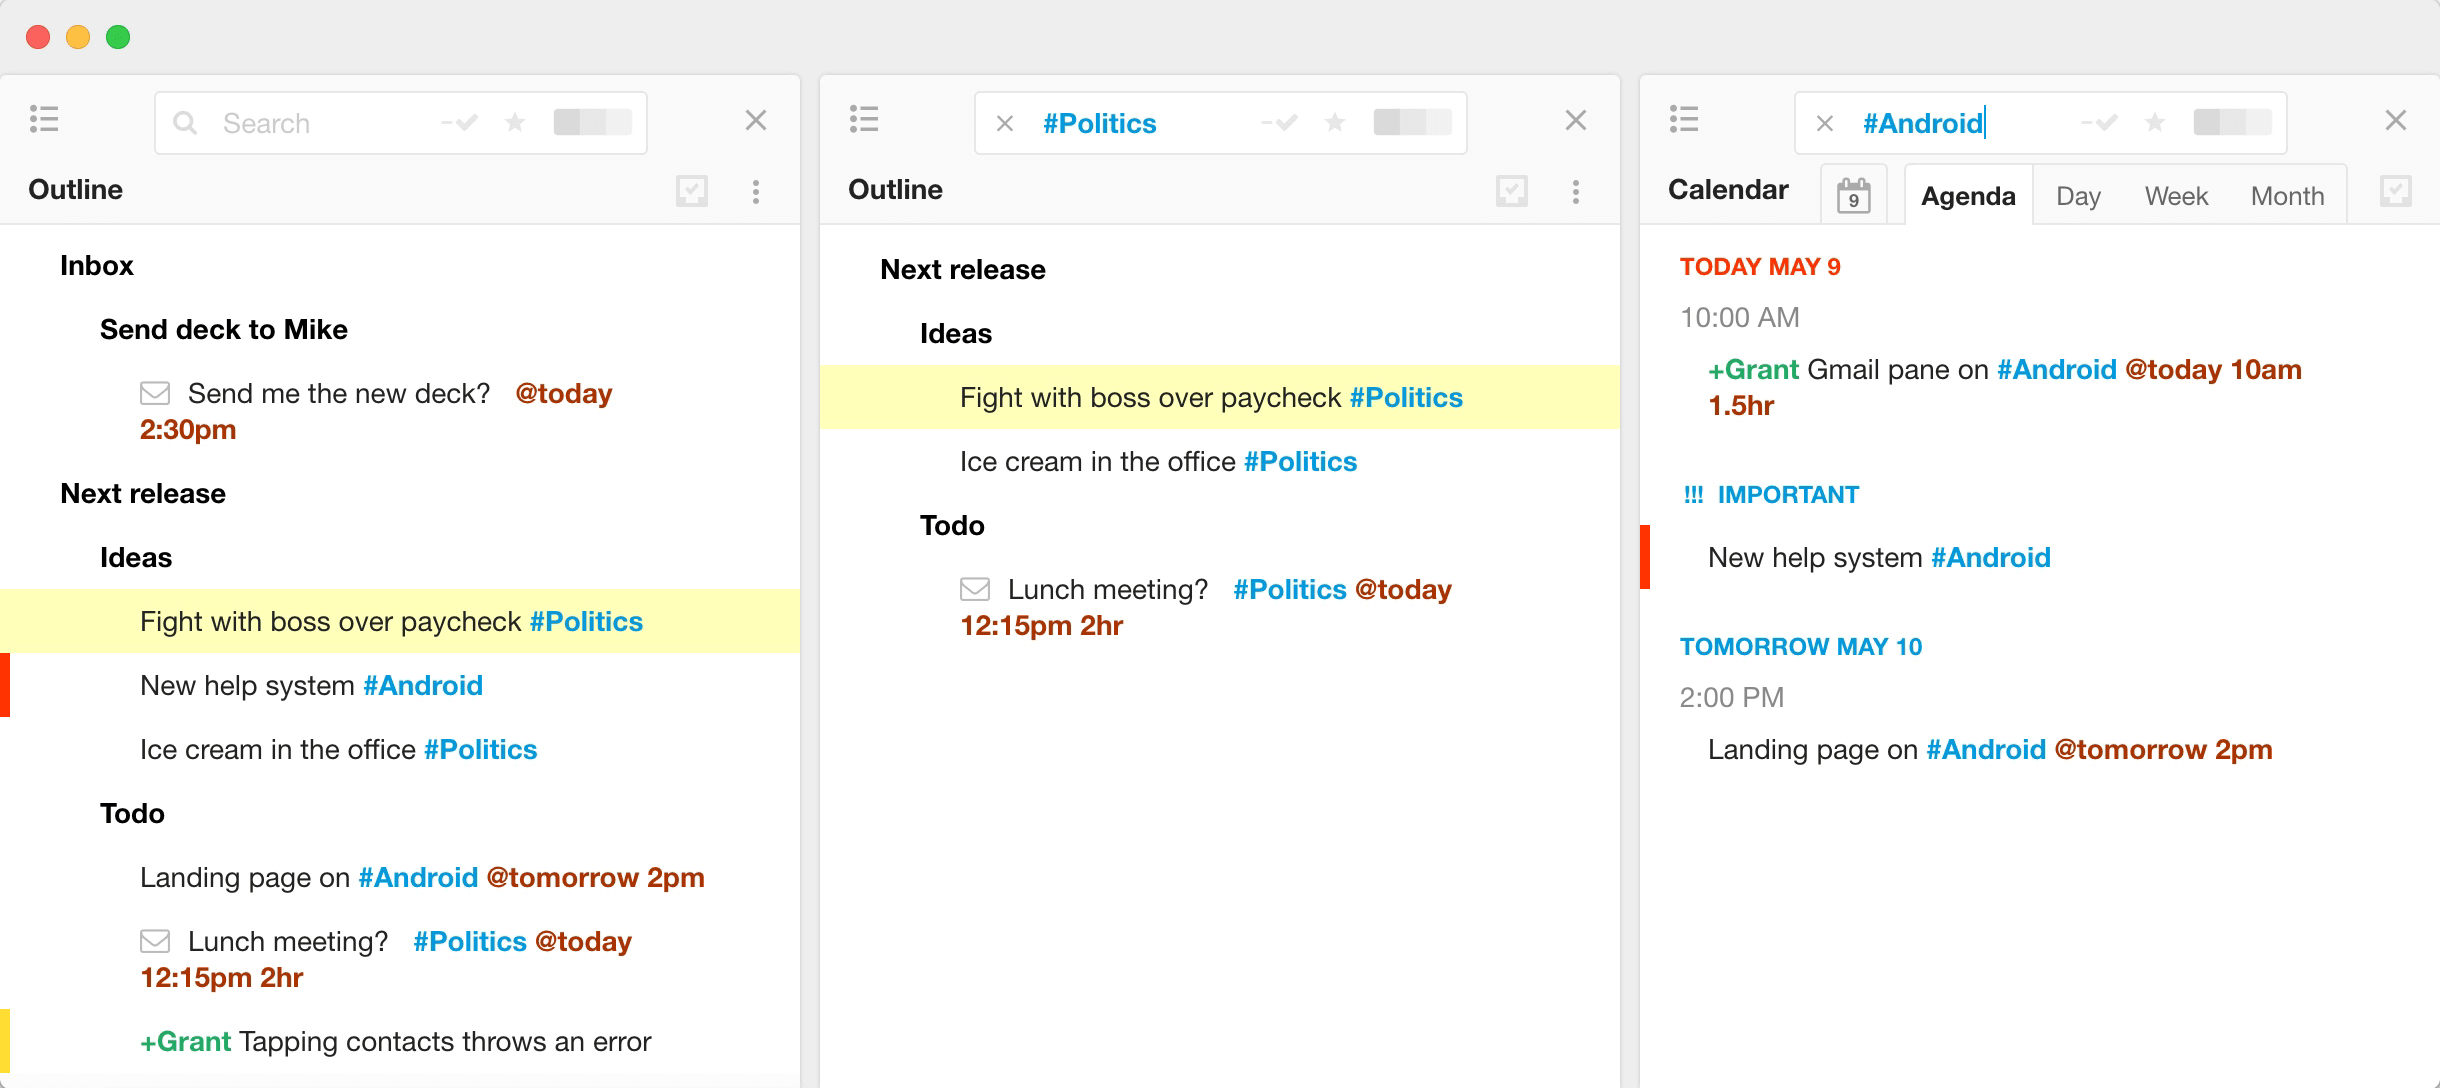 Search
Outline
Inbox
Send deck to Mike
Send me the new deck? @today
2:30pm
Next release
Ideas
Fight with boss over paycheck #Politics
New help system #Android
Ice cream in the office #Politics
Todo
Landing page on #Android @tomorrow 2pm
Lunch meeting? #Politics @today
12:15pm 2hr
+Grant Tapping contacts throws an error
#Politics
Outline
Next release
Ideas
Fight with boss over paycheck #Politics
Ice cream in the office #Politics
Todo
Lunch meeting? #Politics @today
12:15pm 2hr
#Android
Calendar 9 Agenda Day Week Month
TODAY MAY 9
10:00 AM
+Grant Gmail pane on #Android @today 10am
1.5hr
!!! IMPORTANT
New help system #Android
TOMORROW MAY 10
2:00 PM
Landing page on #Android @tomorrow 2pm